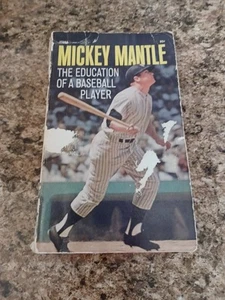 MICKEY MANTLE
THE EDUCATION
OF A BASEBALL
PLAYER